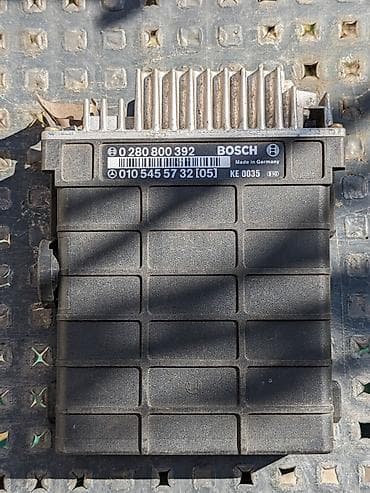 0 280 800 392 BOSCH
Made in Germany
010 545 57 32 [05] KE 0035